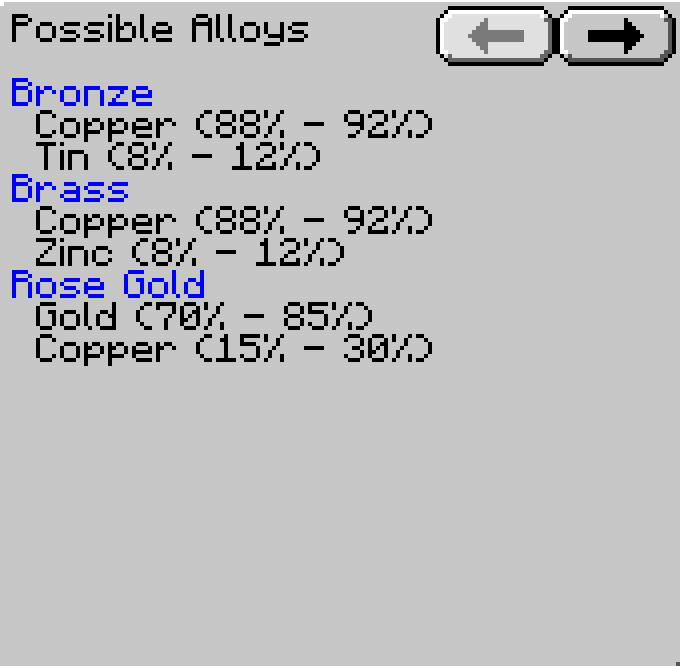 Possible Alloys
Bronze
Copper (88% - 92%)
Tin (8% - 12%)
Brass
Copper (88% - 92%)
Zinc (8% - 12%)
Rose Gold
Gold (70% - 85%)
Copper (15% - 30%)